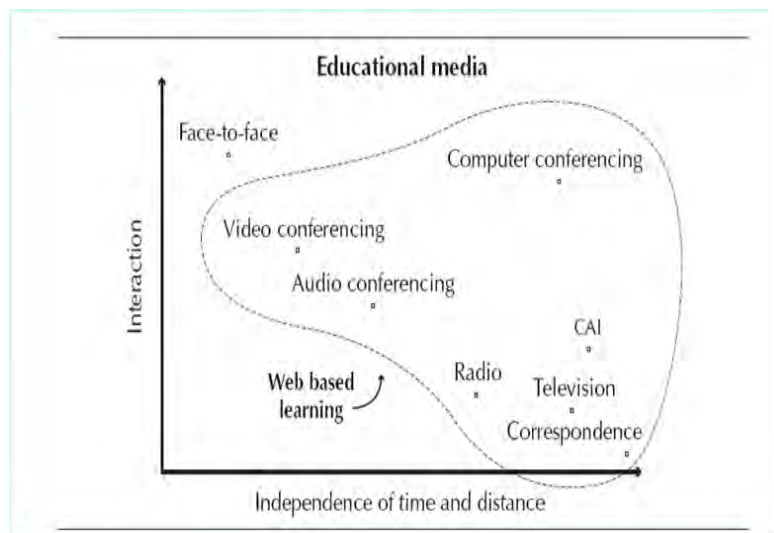 Educational media
Face-to-face
Computer conferencing
Video conferencing
Audio conferencing
CAI
Radio
Television
Web based
learning
Correspondence
Interaction
Independence of time and distance